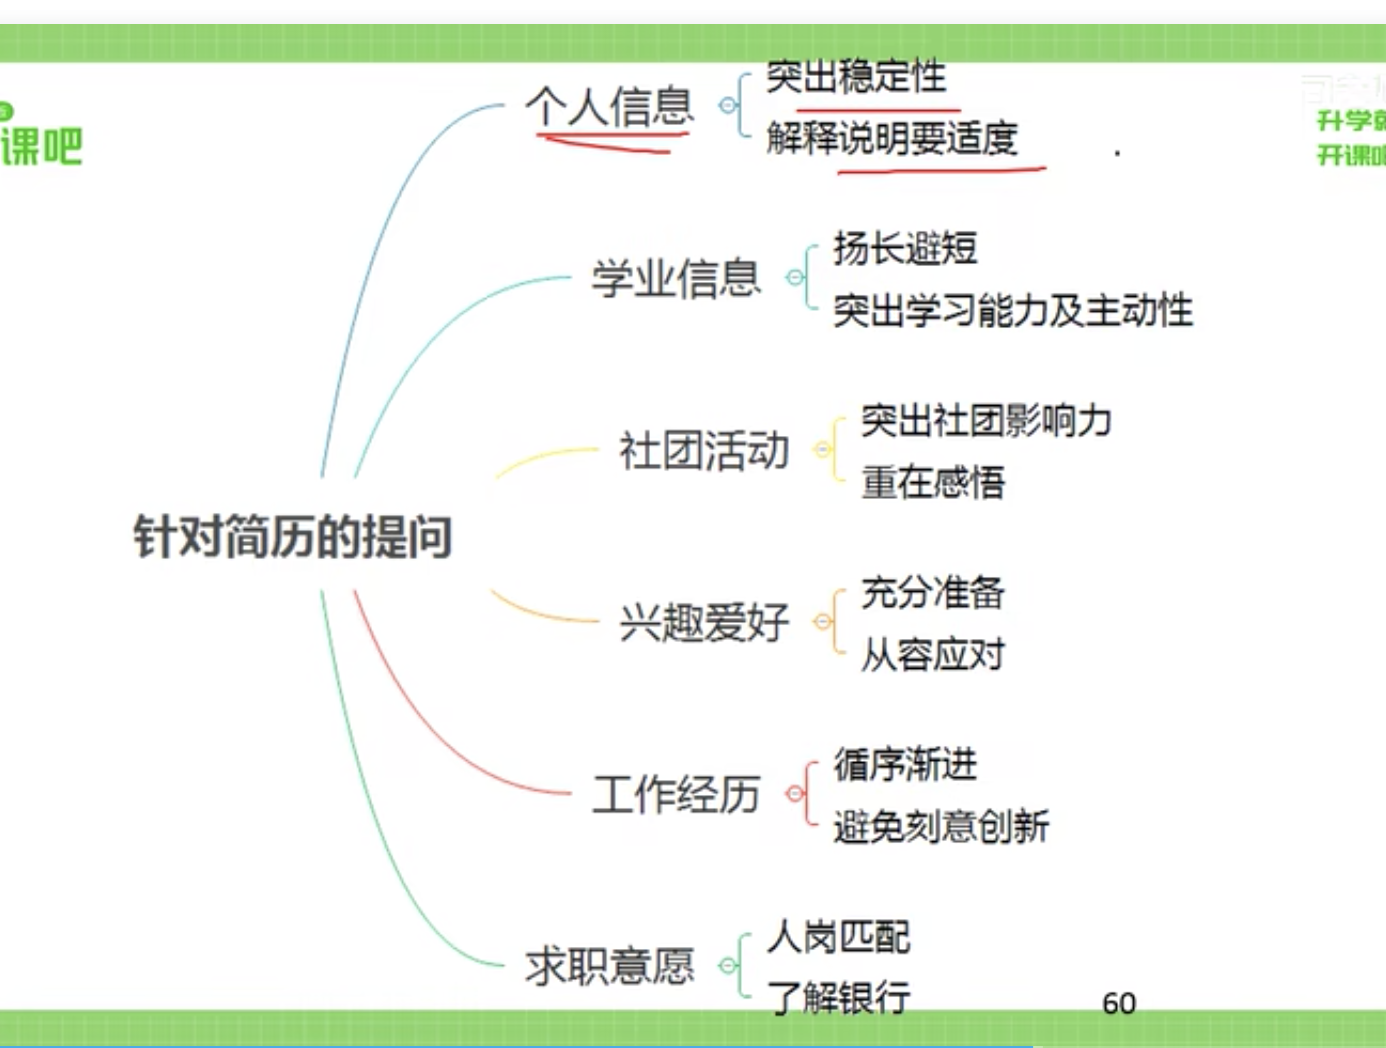 课吧
升学
开课吧
针对简历的提问
个人信息
突出稳定性
解释说明要适度
学业信息
扬长避短
突出学习能力及主动性
社团活动
突出社团影响力
重在感悟
兴趣爱好
充分准备
从容应对
工作经历
循序渐进
避免刻意创新
求职意愿
人岗匹配
了解银行
60